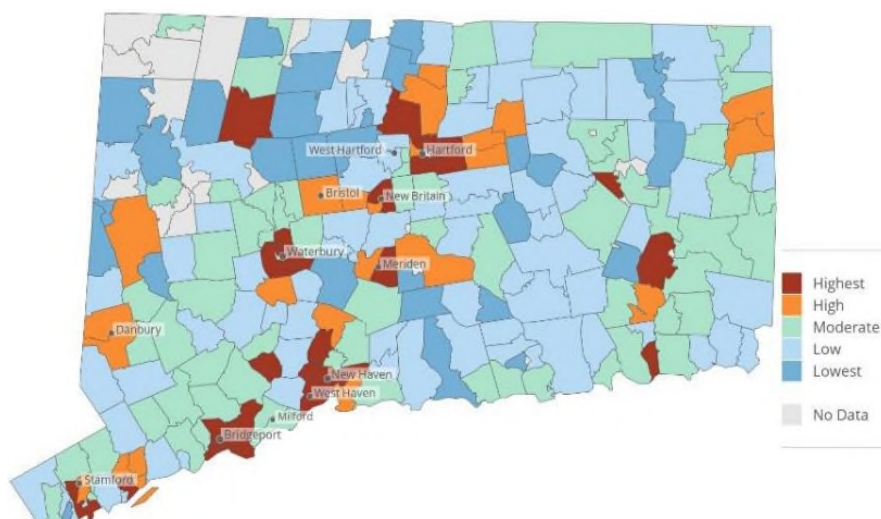 West Hartford
Hartford
Bristol
New Britain
Waterbury
Meriden
Danbury
New Haven
West Haven
Milford
Bridgeport
Stamford
Highest
High
Moderate
Low
Lowest
No Data